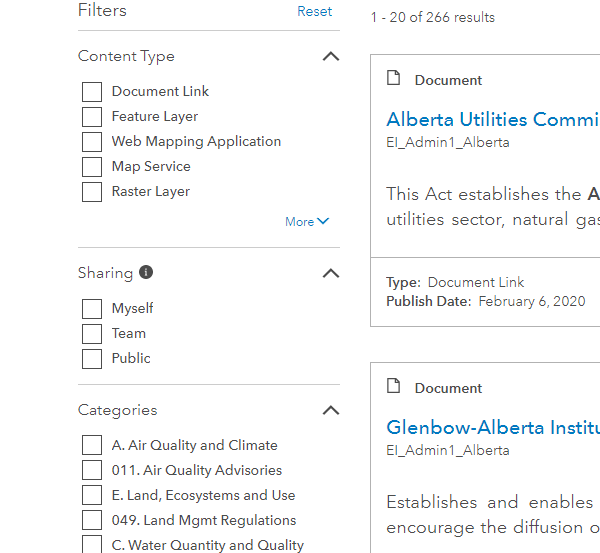 Filters
Reset
Content Type
Document Link
Feature Layer
Web Mapping Application
Map Service
Raster Layer
More
Sharing
Myself
Team
Public
Categories
A. Air Quality and Climate
011. Air Quality Advisories
E. Land, Ecosystems and Use
049. Land Mgmt Regulations
C. Water Quantity and Quality
1 - 20 of 266 results
Document
Alberta Utilities Commi
EI_Admin1_Alberta
This Act establishes the A
utilities sector, natural gas
Type: Document Link
Publish Date: February 6, 2020
Document
Glenbow-Alberta Institu
EI_Admin1_Alberta
Establishes and enables
encourage the diffusion o